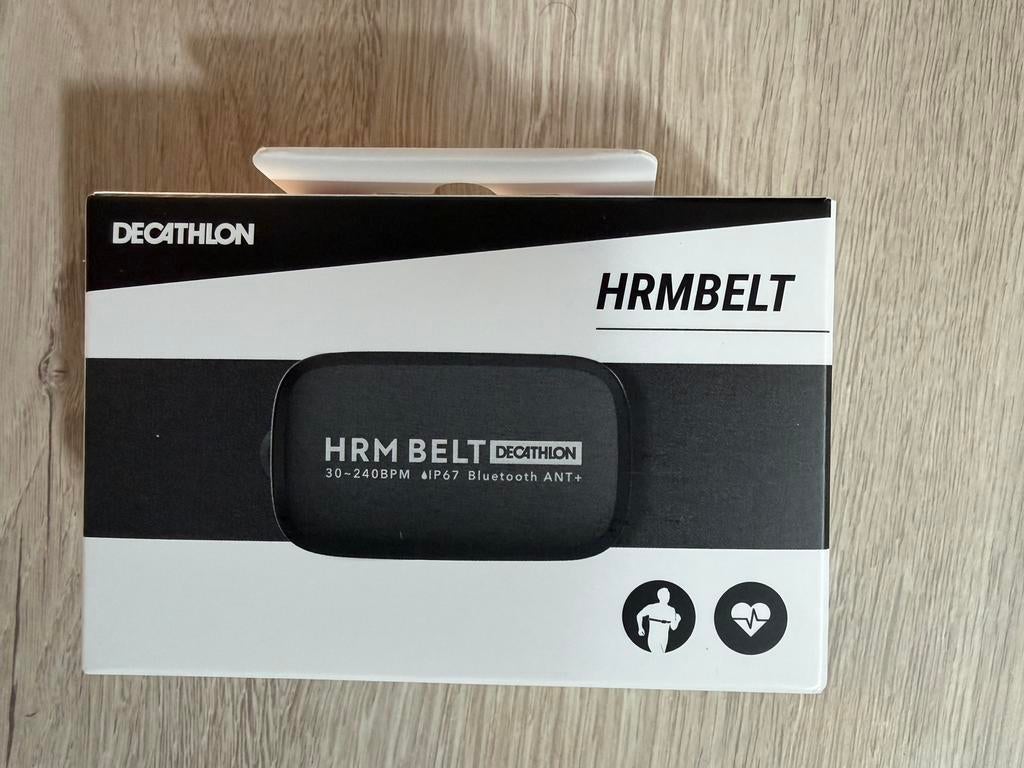 DECATHLON
HRMBELT
HRM BELT DECATHLON
30~240BPM IP67 Bluetooth ANT+